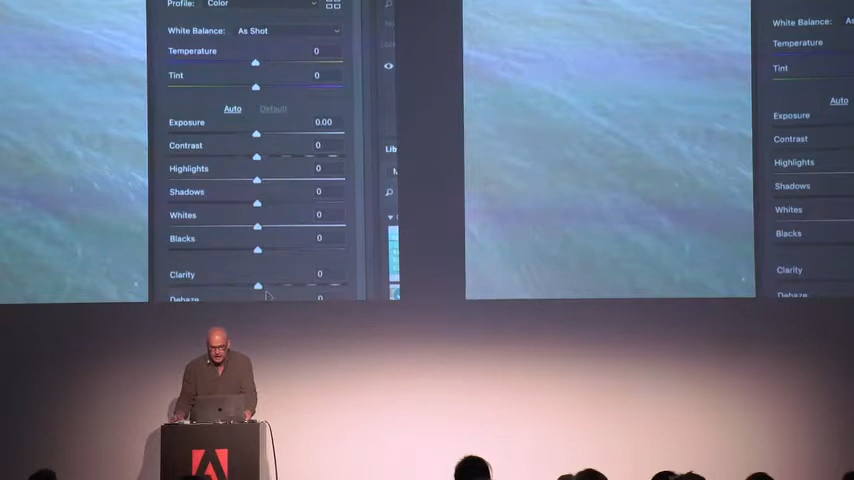 Profile: Color
White Balance: As Shot
Temperature 0
Tint 0
Auto Default
Exposure 0.00
Contrast 0
Highlights 0
Shadows 0
Whites 0
Blacks 0
Clarity 0
Dehaze 0
Lib
White Balance: As
Temperature
Tint
Auto
Exposure
Contrast
Highlights
Shadows
Whites
Blacks
Clarity
Dehaze